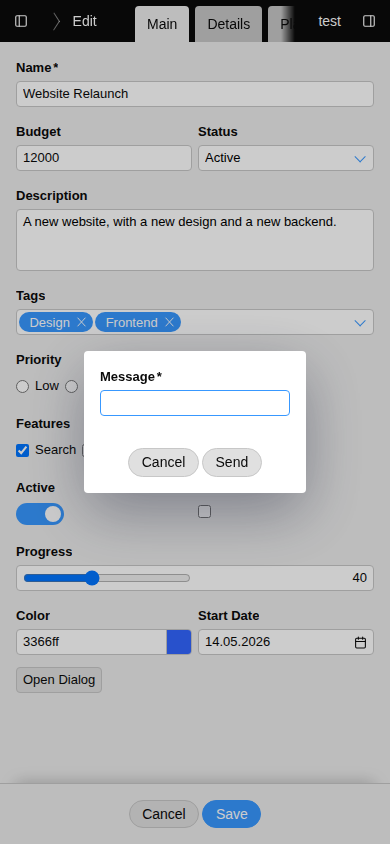 Edit Main Details test
Name*
Website Relaunch
Budget Status
12000 Active
Description
A new website, with a new design and a new backend.
Tags
Design Frontend
Priority
Low
Message*
Features
Search
Cancel Send
Active
Progress
40
Color Start Date
3366ff 14.05.2026
Open Dialog
Cancel Save